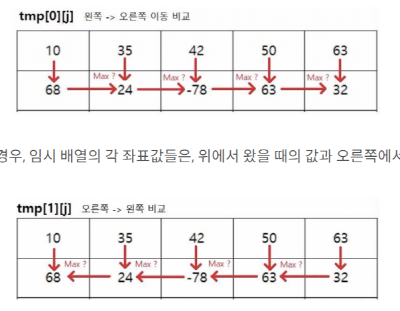 tmp[0][j] 왼쪽 -> 오른쪽 이동 비교
10 35 42 50 63
Max ? Max ? Max ? Max ?
68 24 -78 63 32
경우, 임시 배열의 각 좌표값들은, 위에서 왔을 때의 값과 오른쪽에서
tmp[1][j] 오른쪽 -> 왼쪽 비교
10 35 42 50 63
Max ? Max ? Max ? Max ?
68 24 -78 63 32